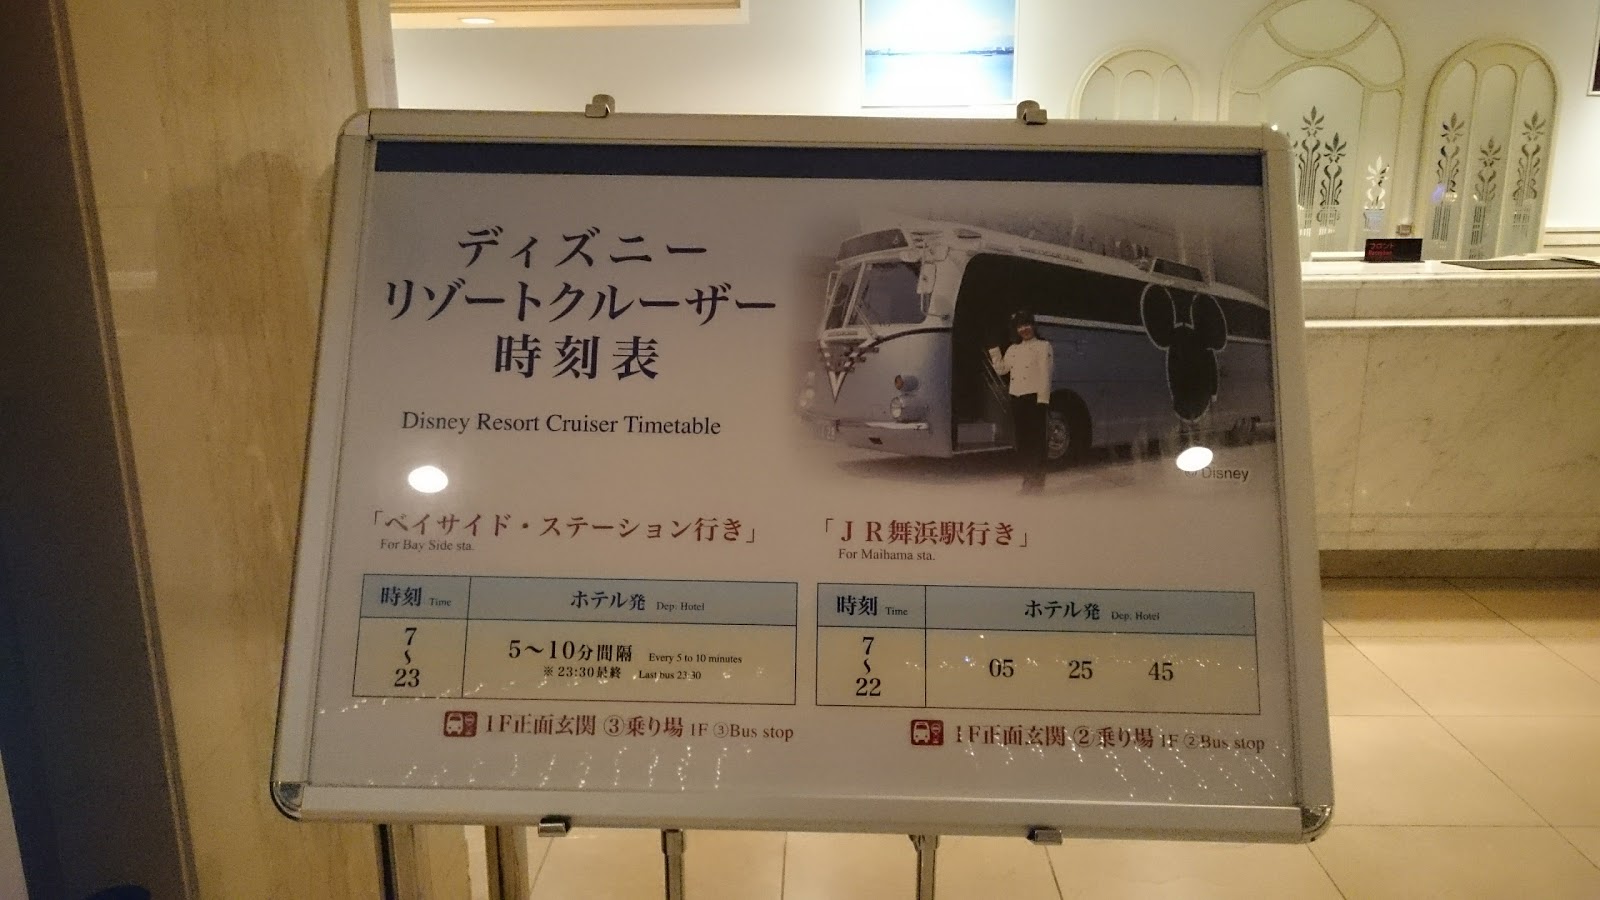 ディズニー
リゾートクルーザー
時刻表
Disney Resort Cruiser Timetable
© Disney
「ベイサイド・ステーション行き」
For Bay Side sta.
時刻 Time ホテル発 Dep. Hotel
7
〜
23
5〜10分間隔 Every 5 to 10 minutes
※23:30最終 Last bus 23:30
1F正面玄関 ③乗り場 1F ③Bus stop
「JR舞浜駅行き」
For Maihama sta.
時刻 Time ホテル発 Dep. Hotel
7
〜
22
05 25 45
1F正面玄関 ②乗り場 1F ②Bus stop
フロント